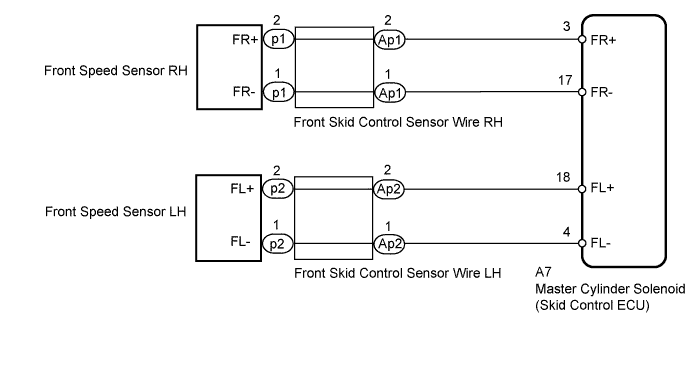 2 2 3
FR+ p1 Ap1 FR+
Front Speed Sensor RH
1 1 17
FR- p1 Ap1 FR-
Front Skid Control Sensor Wire RH
2 2 18
FL+ p2 Ap2 FL+
Front Speed Sensor LH
1 1 4
FL- p2 Ap2 FL-
Front Skid Control Sensor Wire LH
A7
Master Cylinder Solenoid
(Skid Control ECU)